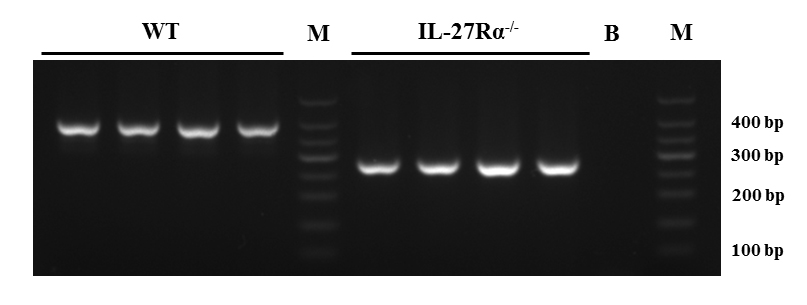 WT M IL-27Rα-/- B M
400 bp
300 bp
200 bp
100 bp